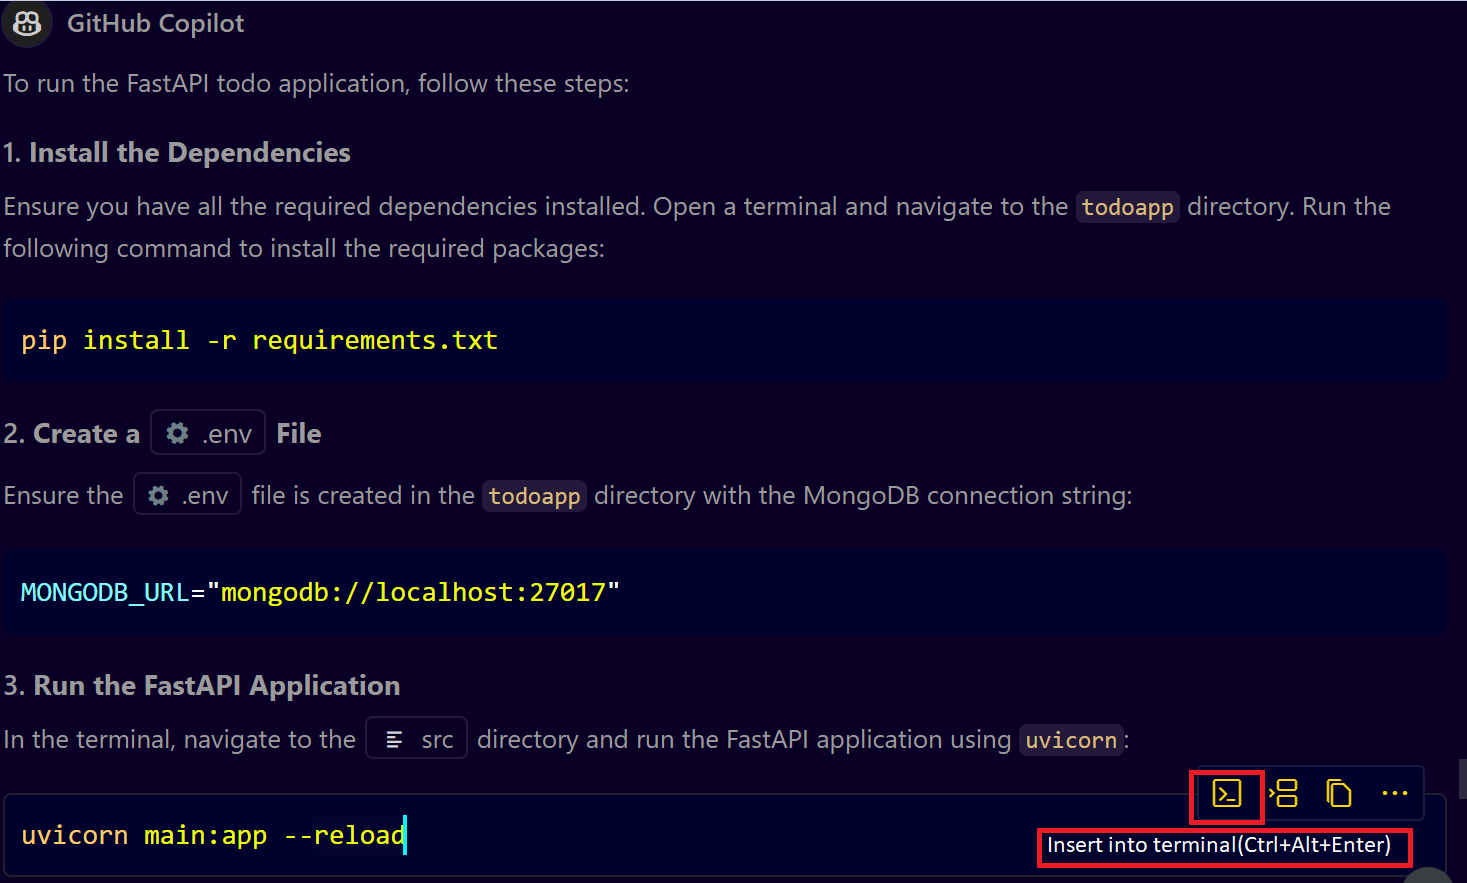 GitHub Copilot
To run the FastAPI todo application, follow these steps:
1. Install the Dependencies
Ensure you have all the required dependencies installed. Open a terminal and navigate to the todoapp directory. Run the
following command to install the required packages:
pip install -r requirements.txt
2. Create a .env File
Ensure the .env file is created in the todoapp directory with the MongoDB connection string:
MONGODB_URL="mongodb://localhost:27017"
3. Run the FastAPI Application
In the terminal, navigate to the src directory and run the FastAPI application using uvicorn:
uvicorn main:app --reload
Insert into terminal(Ctrl+Alt+Enter)